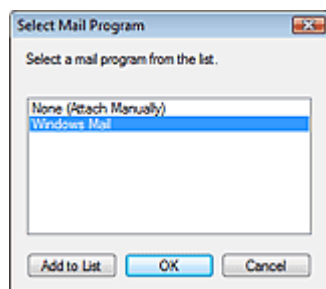 Select Mail Program
Select a mail program from the list.
None (Attach Manually)
Windows Mail
Add to List
OK
Cancel